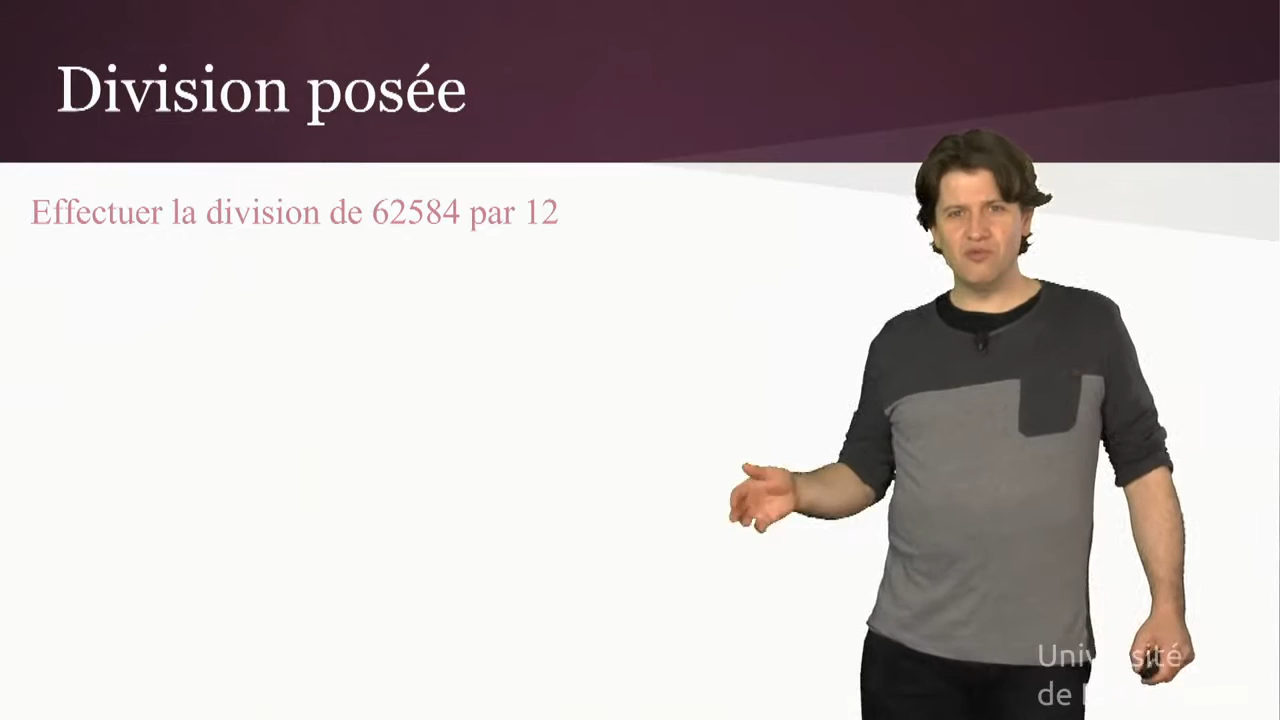 Division posée
Effectuer la division de 62584 par 12
Université
de